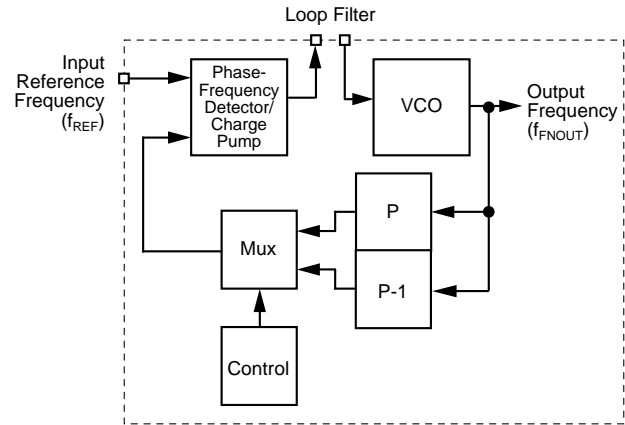 Loop Filter
Input
Reference
Frequency
(fREF)
Phase-
Frequency
Detector/
Charge
Pump
VCO
Output
Frequency
(fFNOUT)
P
Mux
P-1
Control